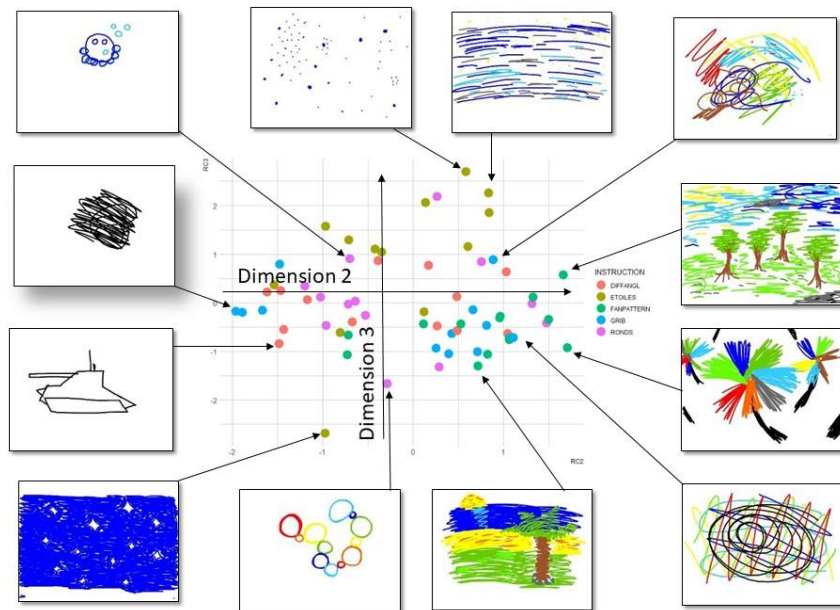 RC3
2
1
0
-1
-2
Dimension 2
Dimension 3
INSTRUCTION
DIFF4NGL
ETOILES
FANPATTERN
GRIB
RONDS
-2
-1
0
1
RC2